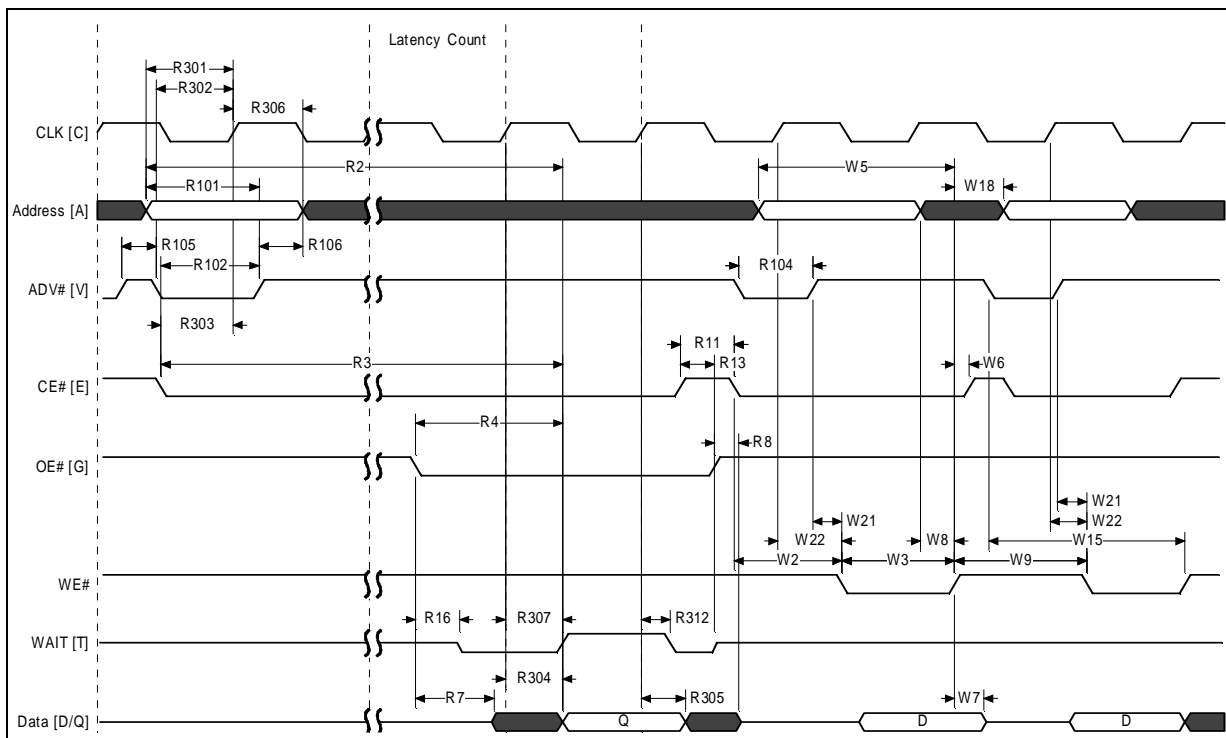 Latency Count
R301
R302
R306
CLK [C]
R2
W5
R101
W18
Address [A]
R105
R106
R102
R104
ADV# [V]
R303
R11
R3
R13
W6
CE# [E]
R4
R8
OE# [G]
W21
W21
W22
W22
W8
W15
W2
W3
W9
WE#
R16
R307
R312
WAIT [T]
R304
R7
R305
W7
Data [D/Q]
Q
D
D